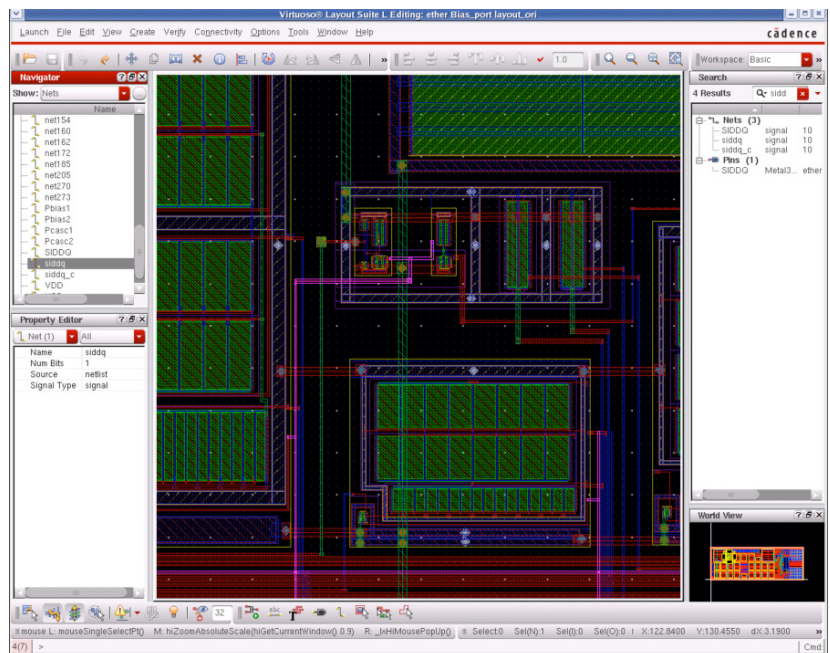 Virtuoso® Layout Suite L Editing: ether Bias_port layout_ori
Launch File Edit View Create Verify Connectivity Options Tools Window Help
cādence
1.0
Workspace: Basic
Navigator
Show: Nets
Name
net154
net160
net162
net172
net185
net205
net270
net273
Pbias1
Pbias2
Pcasc1
Pcasc2
SIDDQ
siddq
siddq_c
VDD
Property Editor
Net (1) All
Name siddq
Num Bits 1
Source netlist
Signal Type signal
Search
4 Results sidd
Nets (3)
SIDDQ signal 10
siddq signal 10
siddq_c signal 10
Pins (1)
SIDDQ Metal3... ether
World View
abc
32
mouse L: mouseSingleSelectPt() M: hiZoomAbsoluteScale(hiGetCurrentWindow() 0.9) R: _lxHiMousePopUp() Select:0 Sel(N):1 Sel(I):0 Sel(O):0 X:122.8400 Y:130.4550 dX:3.1900
4(7) > Cmd: